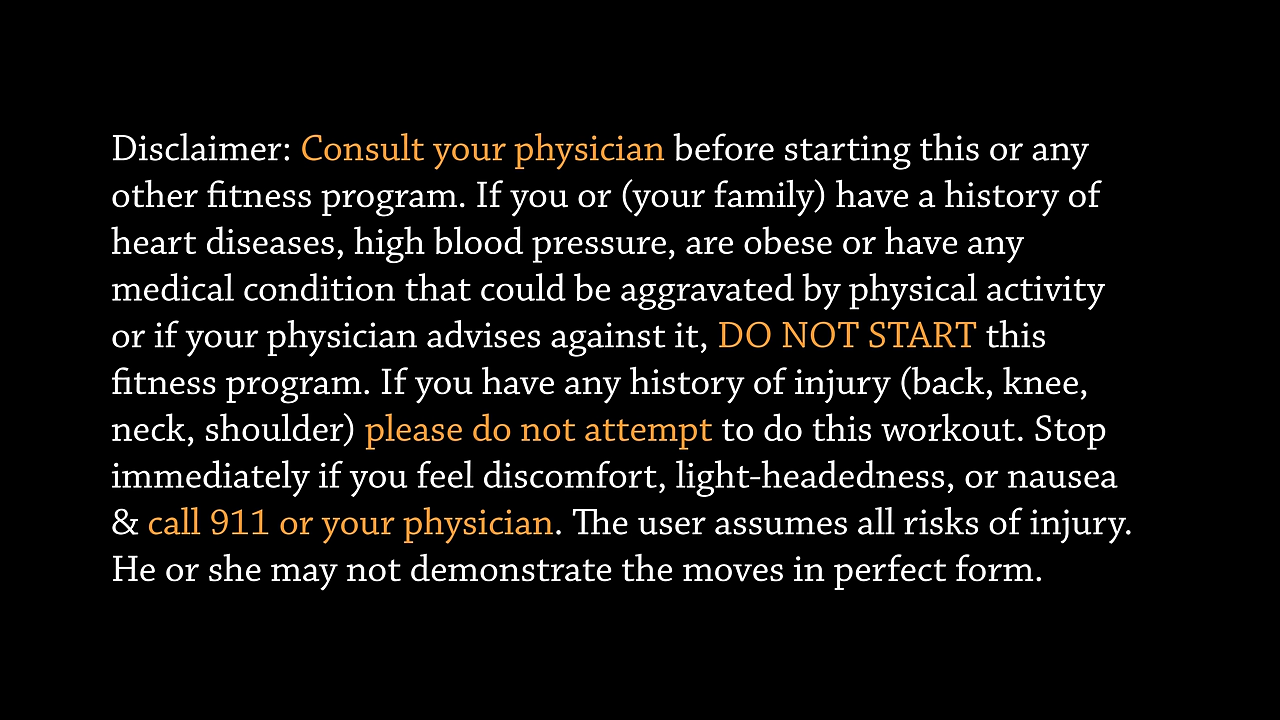 Disclaimer: Consult your physician before starting this or any
other fitness program. If you or (your family) have a history of
heart diseases, high blood pressure, are obese or have any
medical condition that could be aggravated by physical activity
or if your physician advises against it, DO NOT START this
fitness program. If you have any history of injury (back, knee,
neck, shoulder) please do not attempt to do this workout. Stop
immediately if you feel discomfort, light-headedness, or nausea
& call 911 or your physician. The user assumes all risks of injury.
He or she may not demonstrate the moves in perfect form.